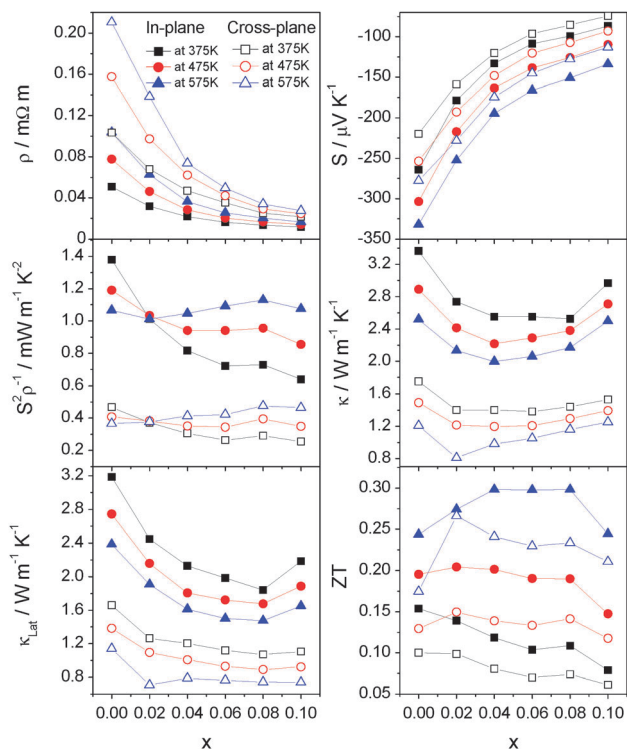 In-plane Cross-plane
at 375K at 375K
at 475K at 475K
at 575K at 575K
ρ / mΩ m
0.20
0.16
0.12
0.08
0.04
S / μV K⁻¹
-100
-150
-200
-250
-300
-350
S²ρ⁻¹ / mW m⁻¹ K⁻²
1.4
1.2
1.0
0.8
0.6
0.4
0.2
κ / W m⁻¹ K⁻¹
3.2
2.8
2.4
2.0
1.6
1.2
0.8
κLat / W m⁻¹ K⁻¹
3.2
2.8
2.4
2.0
1.6
1.2
0.8
0.00 0.02 0.04 0.06 0.08 0.10
x
ZT
0.30
0.25
0.20
0.15
0.10
0.05
0.00 0.02 0.04 0.06 0.08 0.10
x